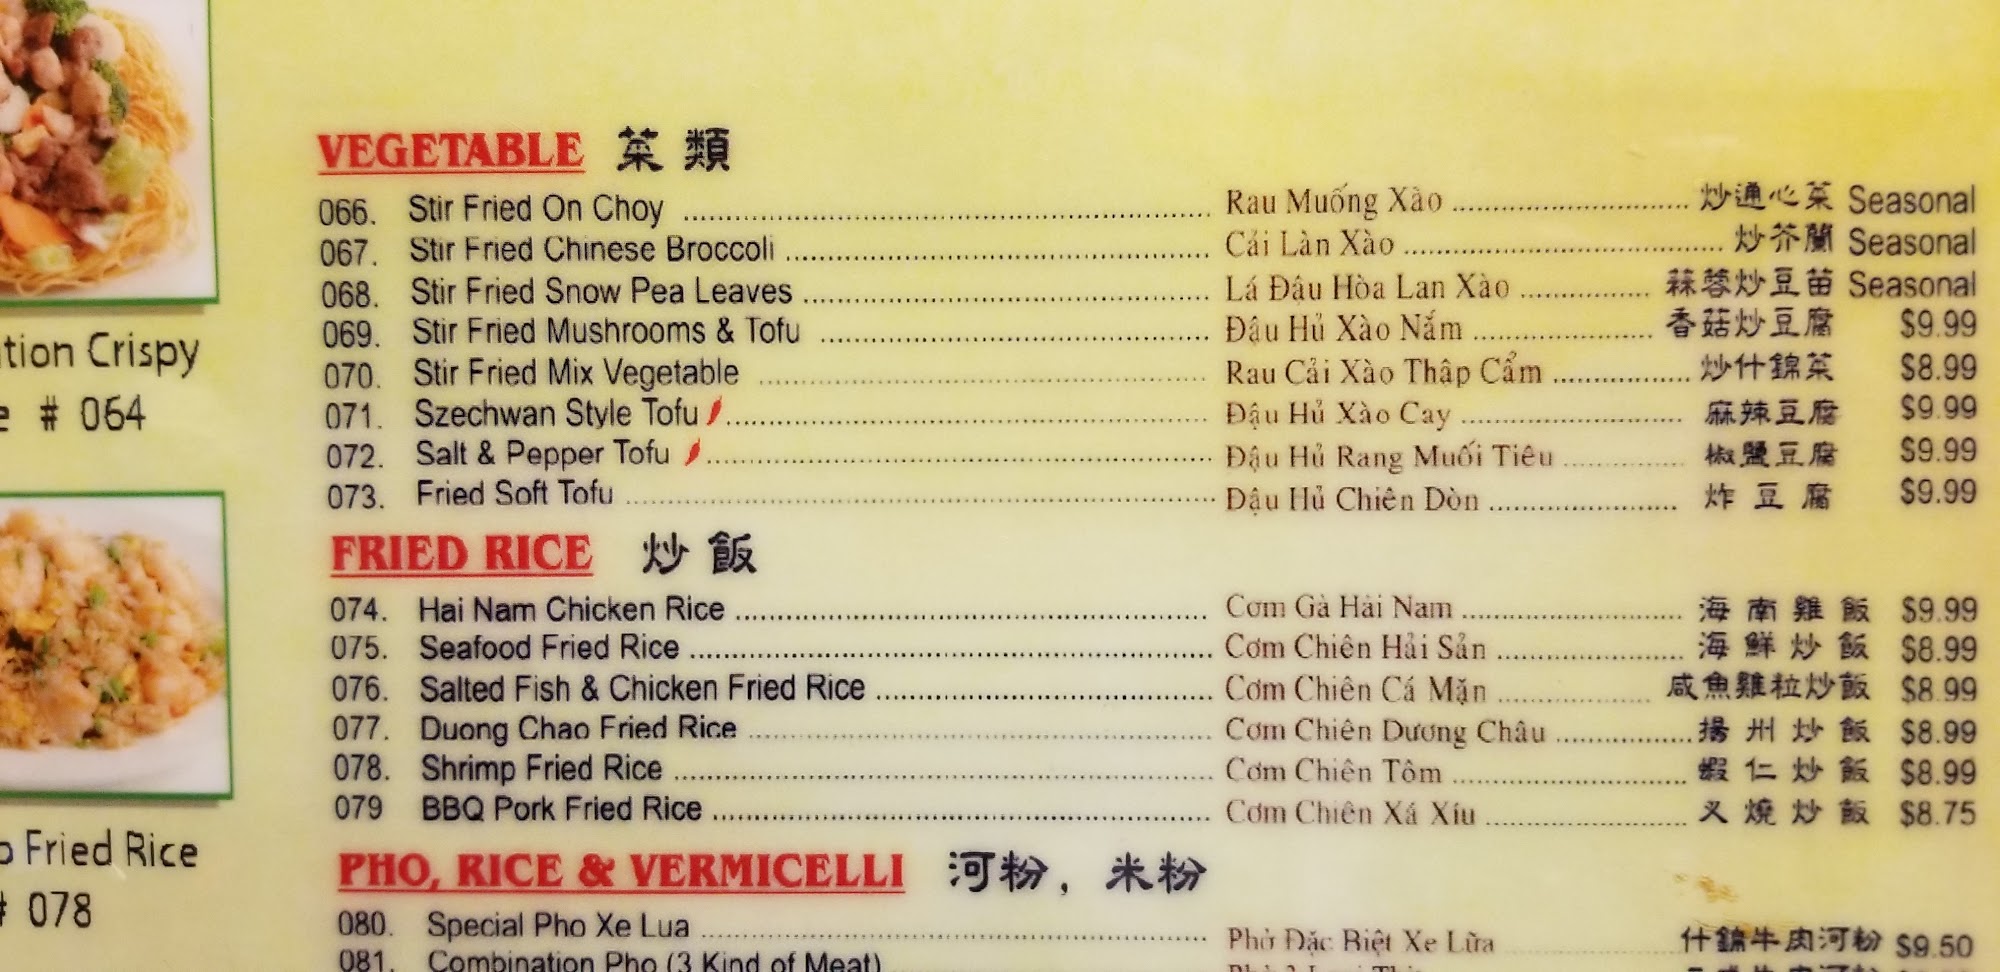 tion Crispy
# 064
Fried Rice
# 078
VEGETABLE 菜類
066. Stir Fried On Choy Rau Muống Xào 炒通心菜 Seasonal
067. Stir Fried Chinese Broccoli Cải Làn Xào 炒芥蘭 Seasonal
068. Stir Fried Snow Pea Leaves Lá Đậu Hòa Lan Xào 蒜蓉炒豆苗 Seasonal
069. Stir Fried Mushrooms & Tofu Đậu Hủ Xào Nắm 香菇炒豆腐 $9.99
070. Stir Fried Mix Vegetable Rau Cải Xào Thập Cẩm 炒什錦菜 $8.99
071. Szechwan Style Tofu Đậu Hủ Xào Cay 麻辣豆腐 $9.99
072. Salt & Pepper Tofu Đậu Hủ Rang Muối Tiêu 椒鹽豆腐 $9.99
073. Fried Soft Tofu Đậu Hủ Chiên Dòn 炸豆腐 $9.99
FRIED RICE 炒飯
074. Hai Nam Chicken Rice Cơm Gà Hải Nam 海南雞飯 $9.99
075. Seafood Fried Rice Cơm Chiên Hải Sản 海鮮炒飯 $8.99
076. Salted Fish & Chicken Fried Rice Cơm Chiên Cá Mặn 咸魚雞粒炒飯 $8.99
077. Duong Chao Fried Rice Cơm Chiên Dương Châu 揚州炒飯 $8.99
078. Shrimp Fried Rice Cơm Chiên Tôm 蝦仁炒飯 $8.99
079 BBQ Pork Fried Rice Cơm Chiên Xá Xíu 叉燒炒飯 $8.75
PHO, RICE & VERMICELLI 河粉，米粉
080. Special Pho Xe Lua Phở Đặc Biệt Xe Lửa 什錦牛肉河粉 $9.50
081. Combination Pho (3 Kind of Meat)